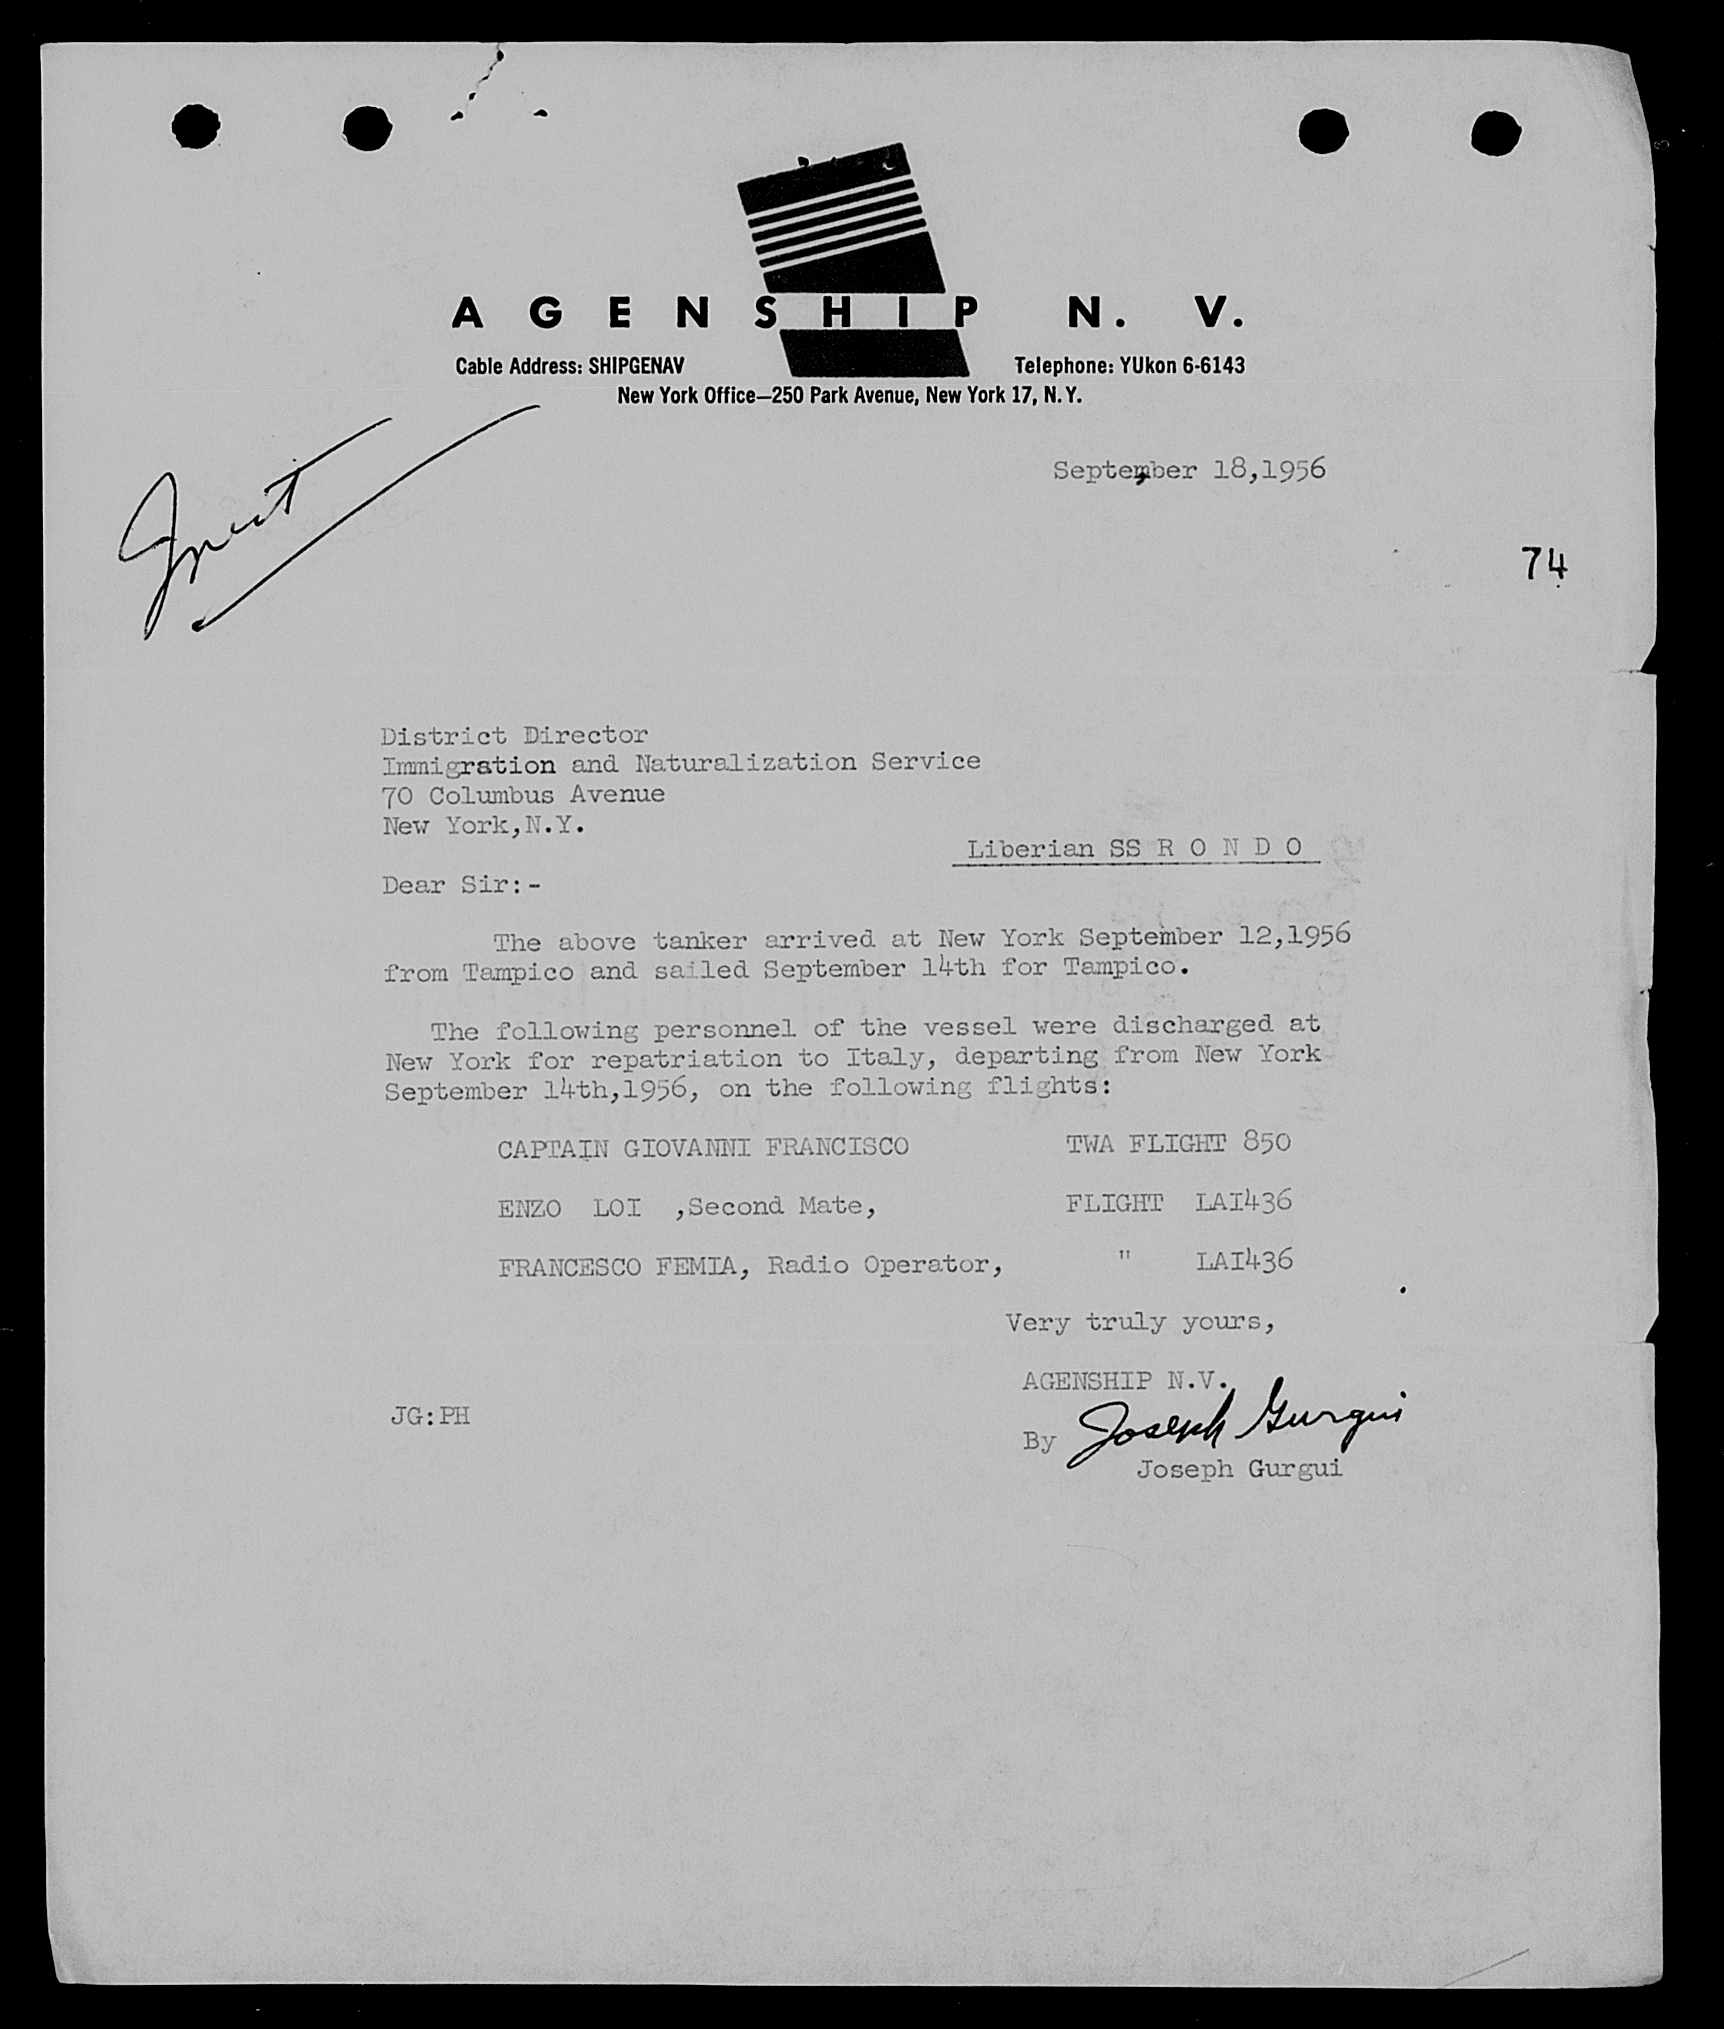 AGENSHIP N. V.
Cable Address: SHIPGENAV
Telephone: YUkon 6-6143
New York Office—250 Park Avenue, New York 17, N. Y.
September 18,1956
74
District Director
Immigration and Naturalization Service
70 Columbus Avenue
New York,N.Y.
Liberian SS R O N D O
Dear Sir:-
The above tanker arrived at New York September 12,1956
from Tampico and sailed September 14th for Tampico.
The following personnel of the vessel were discharged at
New York for repatriation to Italy, departing from New York
September 14th,1956, on the following flights:
CAPTAIN GIOVANNI FRANCISCO TWA FLIGHT 850
ENZO LOI ,Second Mate, FLIGHT LAI436
FRANCESCO FEMIA, Radio Operator, " LAI436
Very truly yours,
AGENSHIP N.V.
JG:PH
By Joseph Gurgui
Joseph Gurgui